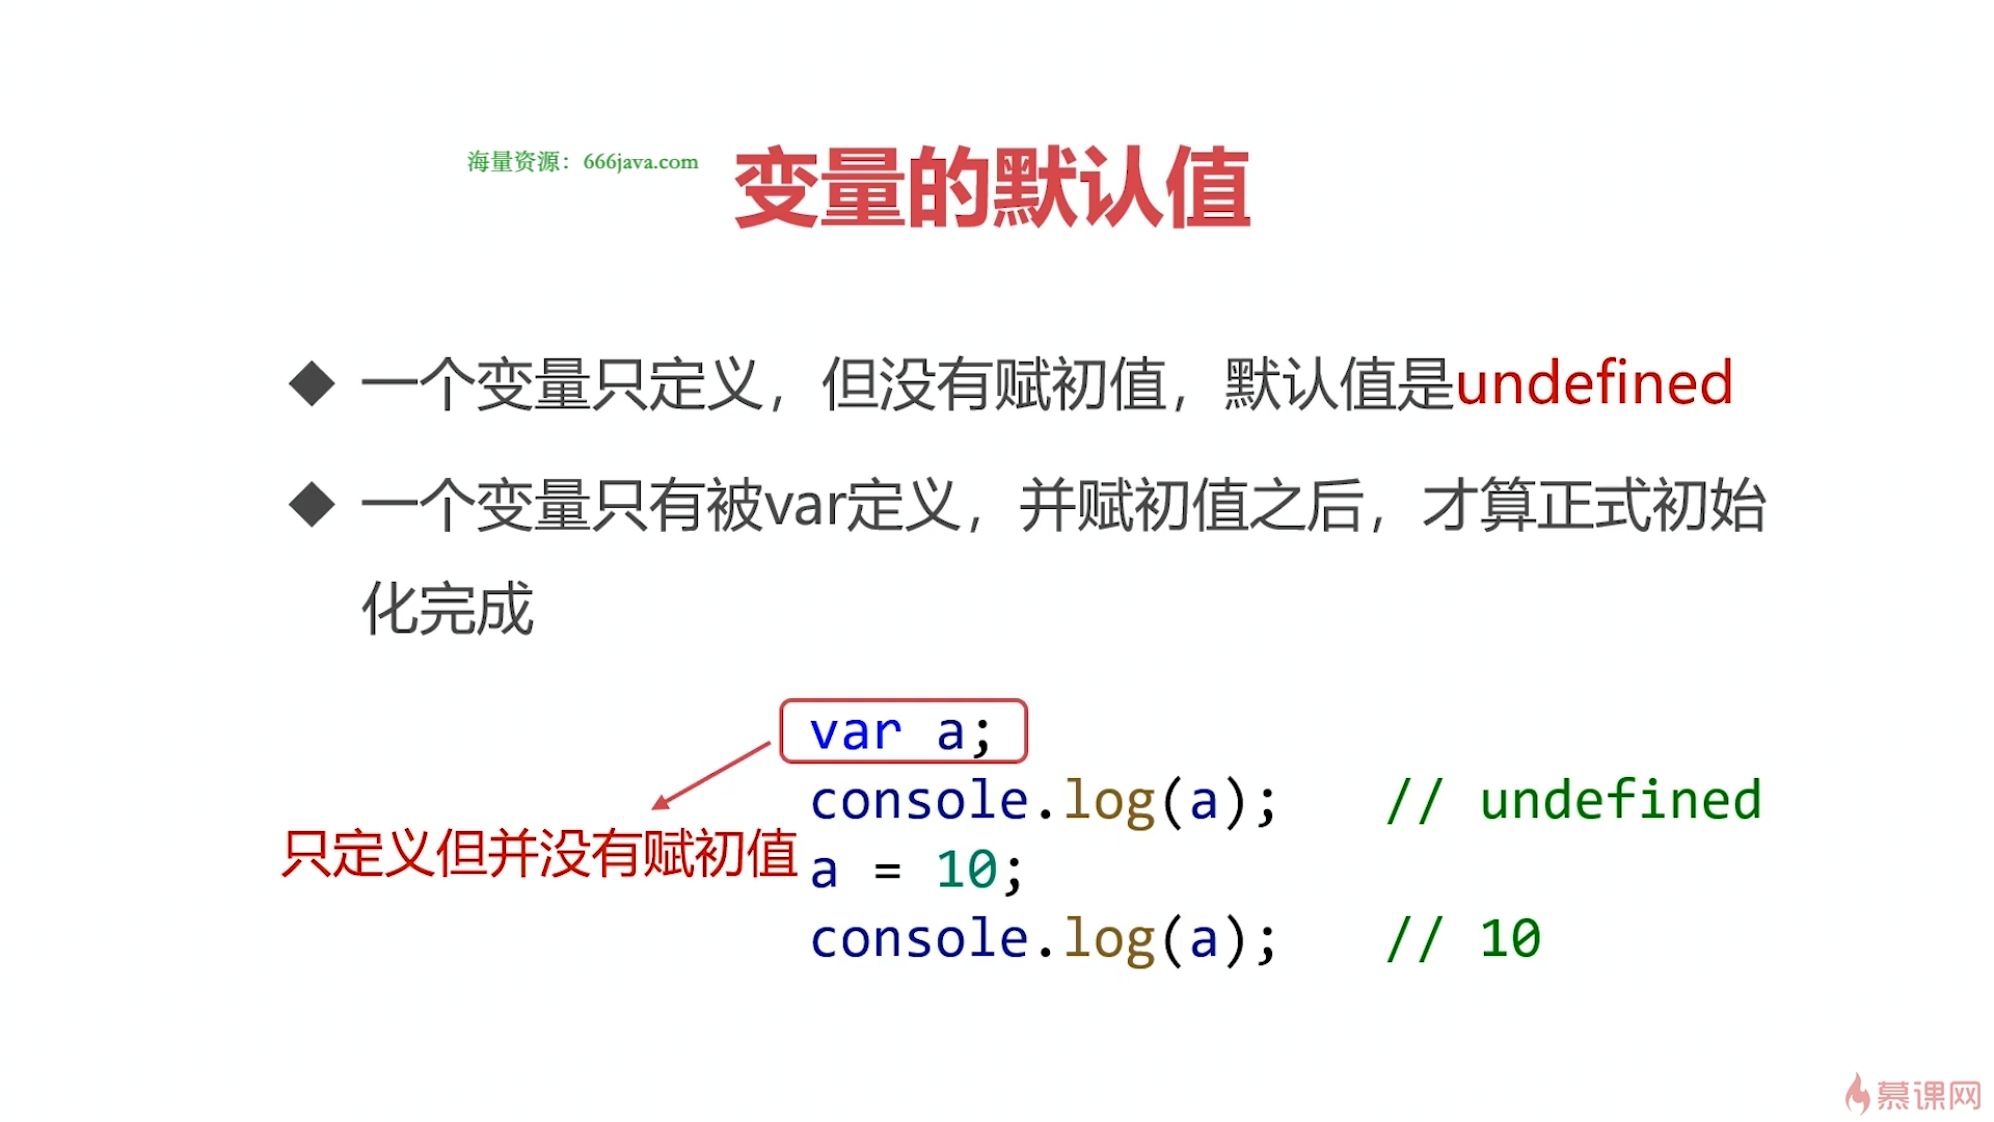 海量资源：666java.com
变量的默认值
◆ 一个变量只定义，但没有赋初值，默认值是undefined
◆ 一个变量只有被var定义，并赋初值之后，才算正式初始
化完成
var a;
console.log(a);   // undefined
只定义但并没有赋初值
a = 10;
console.log(a);   // 10
慕课网